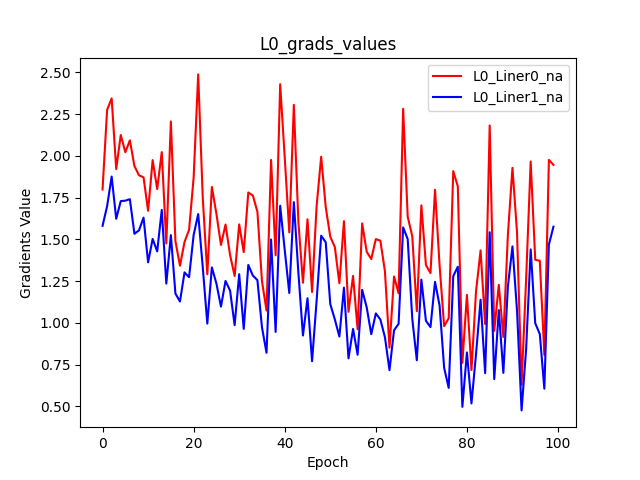 L0_grads_values
L0_Liner0_na
L0_Liner1_na
2.50
2.25
2.00
1.75
1.50
1.25
1.00
0.75
0.50
Gradients Value
0 20 40 60 80 100
Epoch